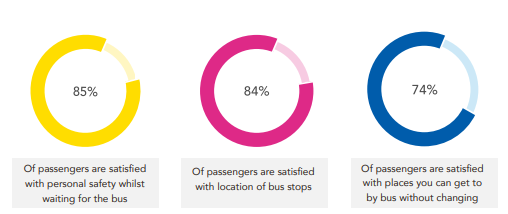 85%
84%
74%
Of passengers are satisfied
with personal safety whilst
waiting for the bus
Of passengers are satisfied
with location of bus stops
Of passengers are satisfied
with places you can get to
by bus without changing